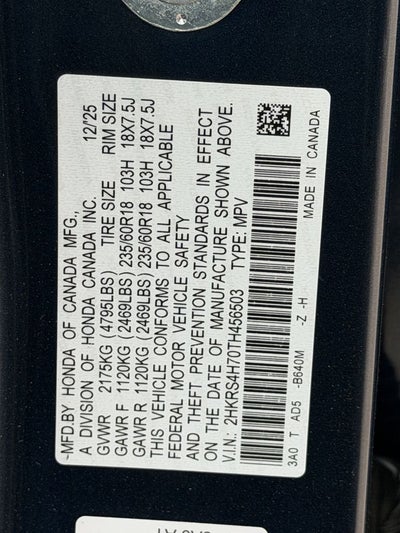 -MFD.BY HONDA OF CANADA MFG.,
A DIVISION OF HONDA CANADA INC. 12/25
GVWR 2175KG (4795LBS) TIRE SIZE RIM SIZE
GAWR F 1120KG (2469LBS) 235/60R18 103H 18X7.5J
GAWR R 1120KG (2469LBS) 235/60R18 103H 18X7.5J
THIS VEHICLE CONFORMS TO ALL APPLICABLE
FEDERAL MOTOR VEHICLE SAFETY
AND THEFT PREVENTION STANDARDS IN EFFECT
ON THE DATE OF MANUFACTURE SHOWN ABOVE.
V.I.N.: 2HKRS4H70TH456503 TYPE: MPV
3A0 T AD5 -B640M -Z -H MADE IN CANADA